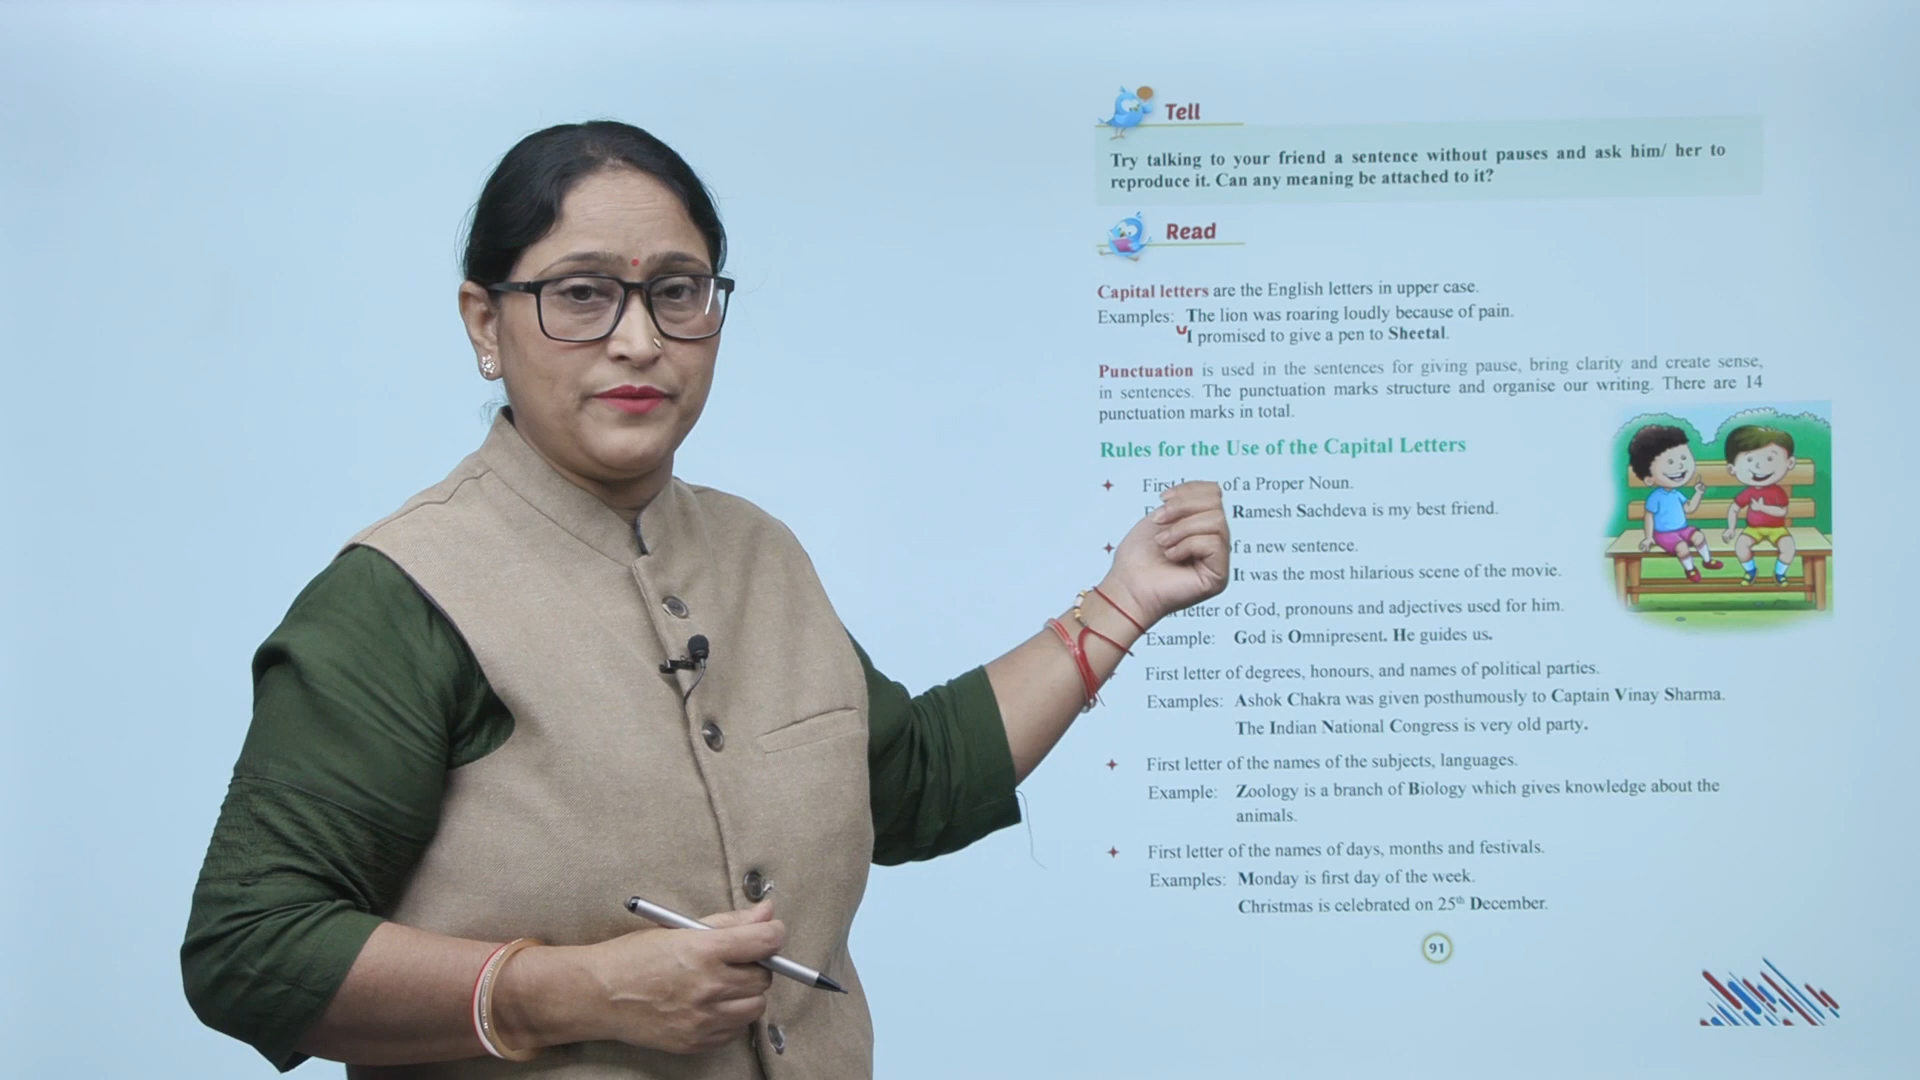 Tell
Try talking to your friend a sentence without pauses and ask him/ her to
reproduce it. Can any meaning be attached to it?
Read
Capital letters are the English letters in upper case.
Examples: The lion was roaring loudly because of pain.
I promised to give a pen to Sheetal.
Punctuation is used in the sentences for giving pause, bring clarity and create sense,
in sentences. The punctuation marks structure and organise our writing. There are 14
punctuation marks in total.
Rules for the Use of the Capital Letters
First of a Proper Noun.
Ramesh Sachdeva is my best friend.
of a new sentence.
It was the most hilarious scene of the movie.
letter of God, pronouns and adjectives used for him.
Example: God is Omnipresent. He guides us.
First letter of degrees, honours, and names of political parties.
Examples: Ashok Chakra was given posthumously to Captain Vinay Sharma.
The Indian National Congress is very old party.
First letter of the names of the subjects, languages.
Example: Zoology is a branch of Biology which gives knowledge about the
animals.
First letter of the names of days, months and festivals.
Examples: Monday is first day of the week.
Christmas is celebrated on 25th December.
91